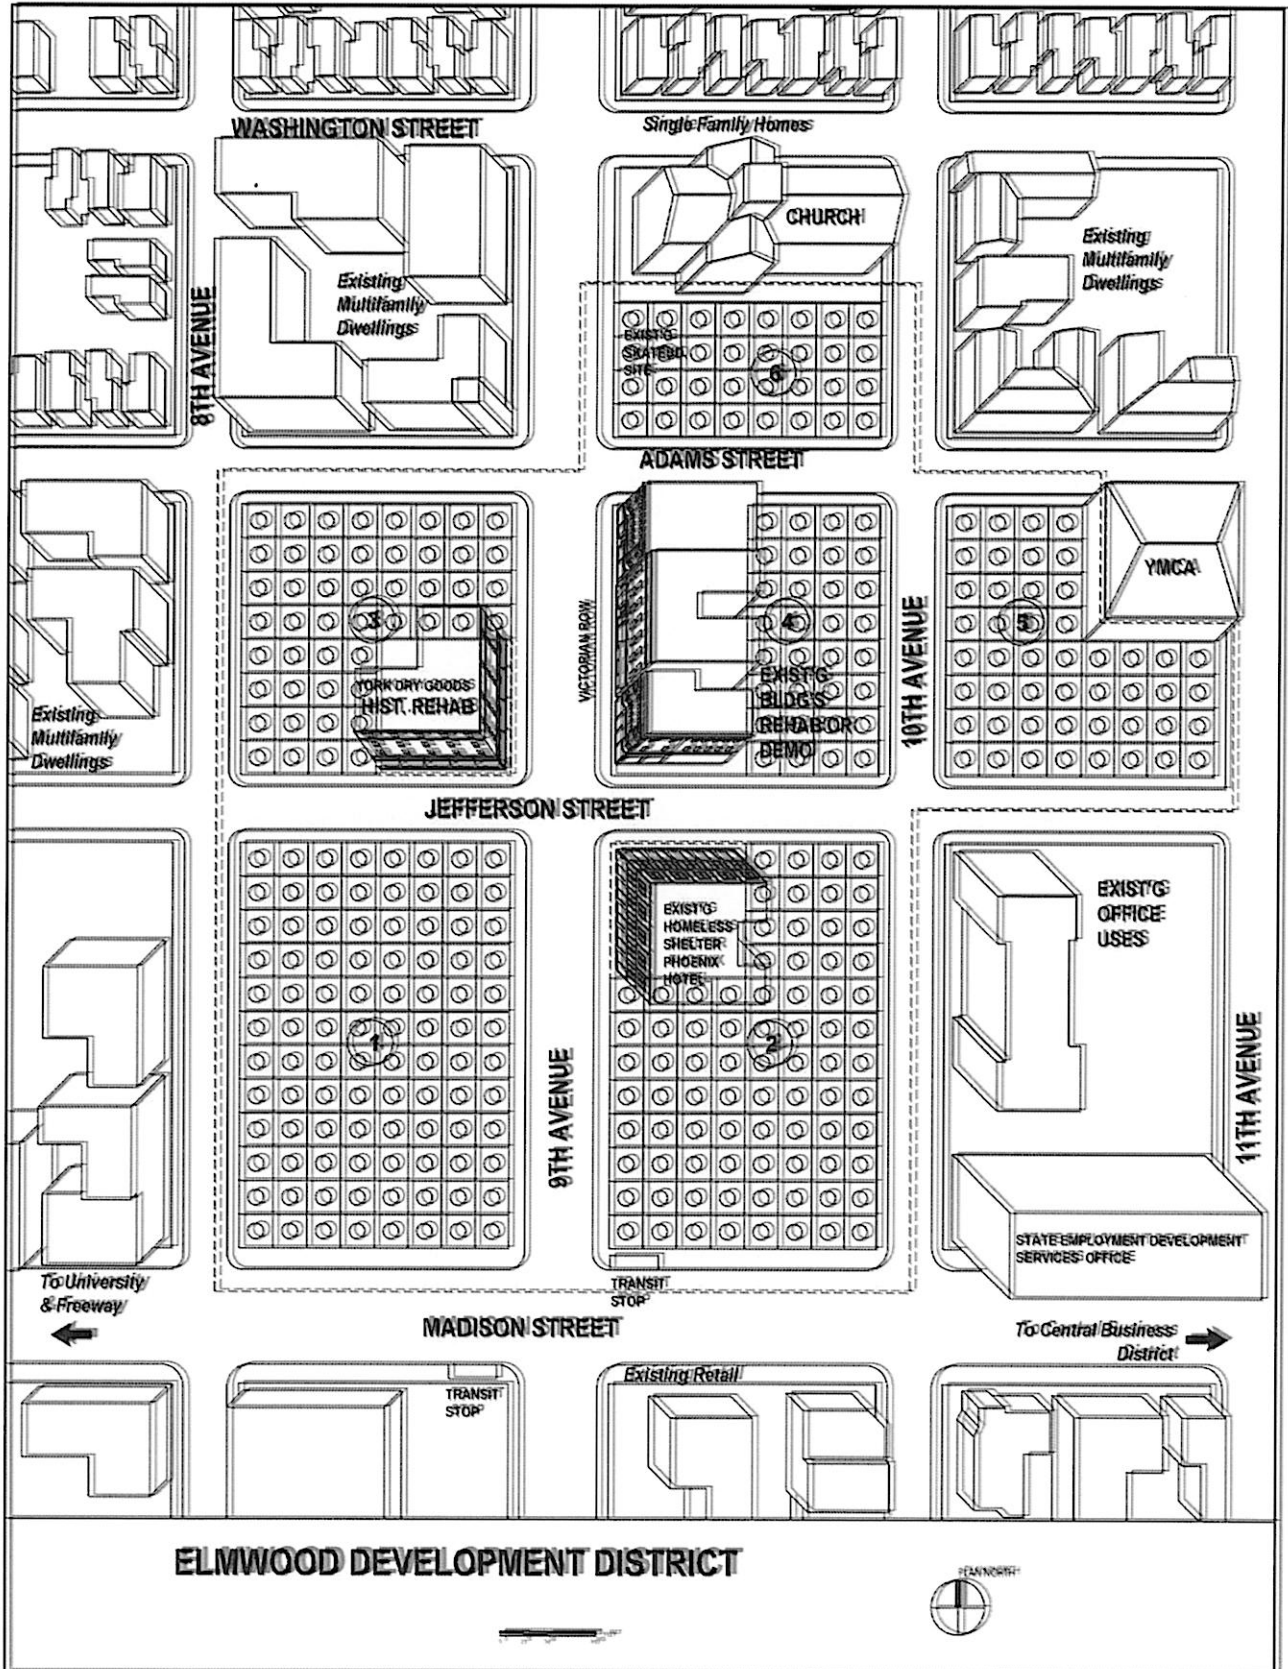 WASHINGTON STREET
Single Family Homes
CHURCH
Existing
Multifamily
Dwellings
8TH AVENUE
Existing
Multifamily
Dwellings
EXIST'G
SKATEBD.
SITE
6
ADAMS STREET
YMCA
3
4
5
VICTORIAN ROW
10TH AVENUE
YORK DRY GOODS
HIST. REHAB
EXIST'G
BLDG'S
REHAB OR
DEMO
Existing
Multifamily
Dwellings
JEFFERSON STREET
EXIST'G
HOMELESS
SHELTER
PHOENIX
HOTEL
EXIST'G
OFFICE
USES
1
2
9TH AVENUE
11TH AVENUE
STATE EMPLOYMENT DEVELOPMENT
SERVICES OFFICE
To University
& Freeway
TRANSIT
STOP
MADISON STREET
To Central Business
District
TRANSIT
STOP
Existing Retail
ELMWOOD DEVELOPMENT DISTRICT
PLAN NORTH